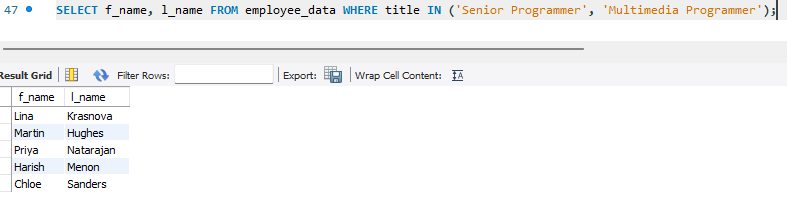 47 SELECT f_name, l_name FROM employee_data WHERE title IN ('Senior Programmer', 'Multimedia Programmer');
Result Grid Filter Rows: Export: Wrap Cell Content:
f_name l_name
Lina Krasnova
Martin Hughes
Priya Natarajan
Harish Menon
Chloe Sanders